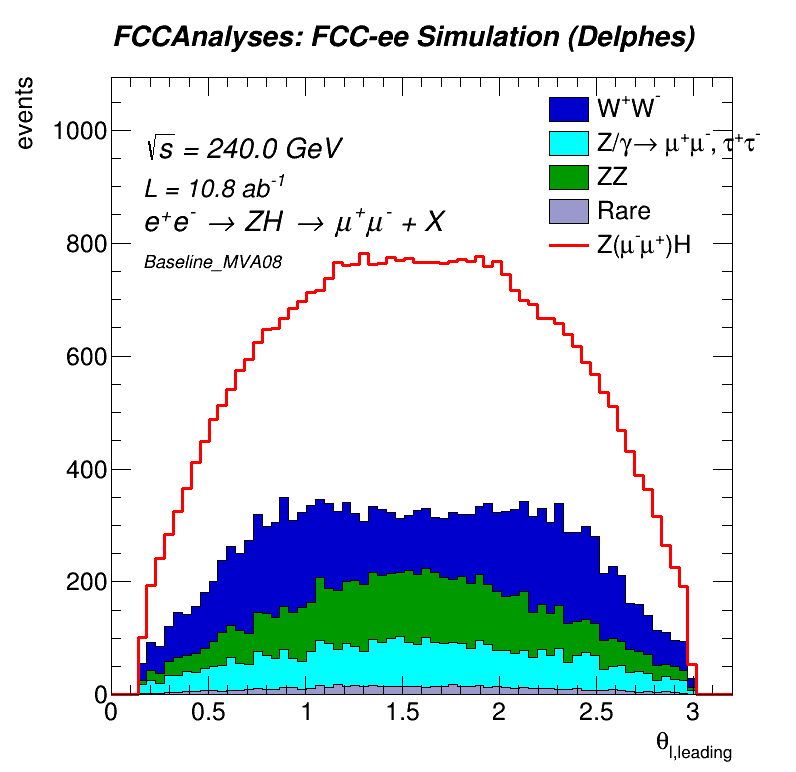 FCCAnalyses: FCC-ee Simulation (Delphes)
events
1000
800
600
400
200
0
√s = 240.0 GeV
L = 10.8 ab⁻¹
e⁺e⁻ → ZH → μ⁺μ⁻ + X
Baseline_MVA08
W⁺W⁻
Z/γ→ μ⁺μ⁻, τ⁺τ⁻
ZZ
Rare
Z(μ⁻μ⁺)H
0 0.5 1 1.5 2 2.5 3
θ_l,leading